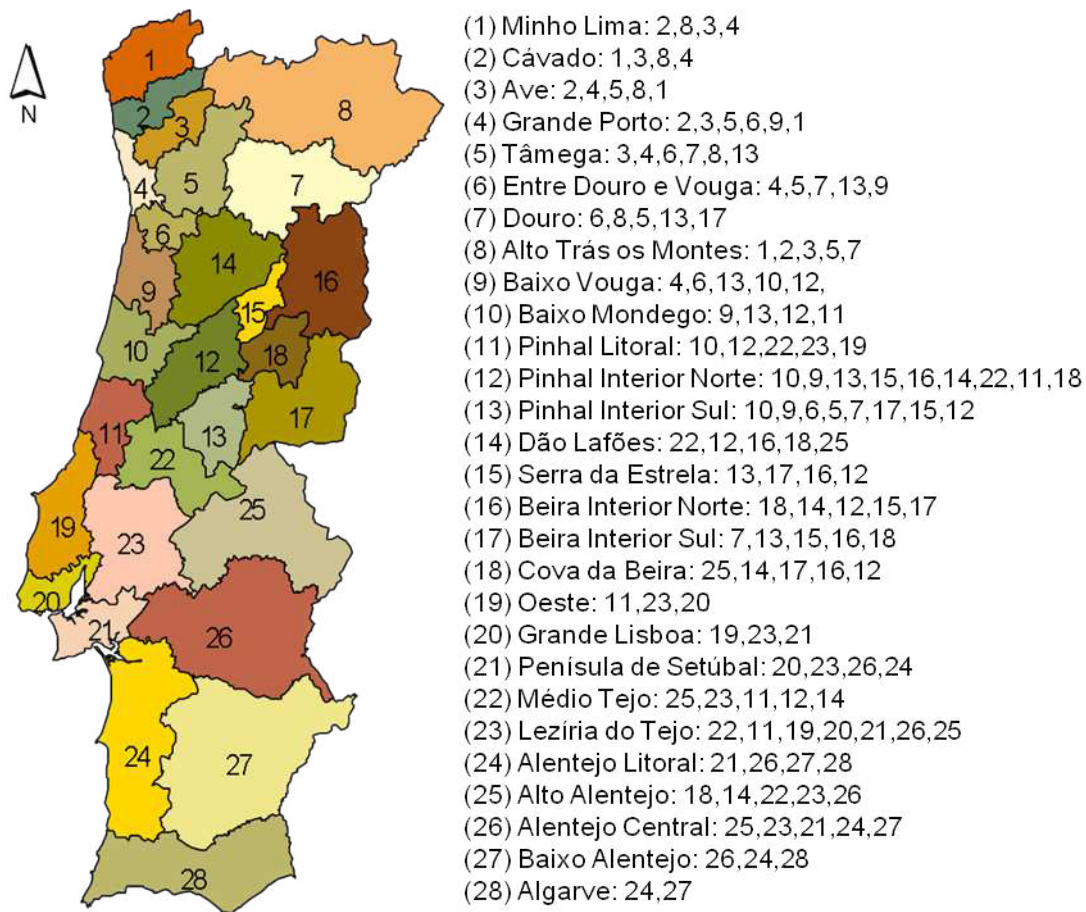 (1) Minho Lima: 2,8,3,4
(2) Cávado: 1,3,8,4
(3) Ave: 2,4,5,8,1
(4) Grande Porto: 2,3,5,6,9,1
(5) Tâmega: 3,4,6,7,8,13
(6) Entre Douro e Vouga: 4,5,7,13,9
(7) Douro: 6,8,5,13,17
(8) Alto Trás os Montes: 1,2,3,5,7
(9) Baixo Vouga: 4,6,13,10,12,
(10) Baixo Mondego: 9,13,12,11
(11) Pinhal Litoral: 10,12,22,23,19
(12) Pinhal Interior Norte: 10,9,13,15,16,14,22,11,18
(13) Pinhal Interior Sul: 10,9,6,5,7,17,15,12
(14) Dão Lafões: 22,12,16,18,25
(15) Serra da Estrela: 13,17,16,12
(16) Beira Interior Norte: 18,14,12,15,17
(17) Beira Interior Sul: 7,13,15,16,18
(18) Cova da Beira: 25,14,17,16,12
(19) Oeste: 11,23,20
(20) Grande Lisboa: 19,23,21
(21) Penísula de Setúbal: 20,23,26,24
(22) Médio Tejo: 25,23,11,12,14
(23) Lezíria do Tejo: 22,11,19,20,21,26,25
(24) Alentejo Litoral: 21,26,27,28
(25) Alto Alentejo: 18,14,22,23,26
(26) Alentejo Central: 25,23,21,24,27
(27) Baixo Alentejo: 26,24,28
(28) Algarve: 24,27
N
1
2
3
8
4
5
7
6
14
16
9
15
10
12
18
11
13
17
22
19
23
25
20
21
26
24
27
28